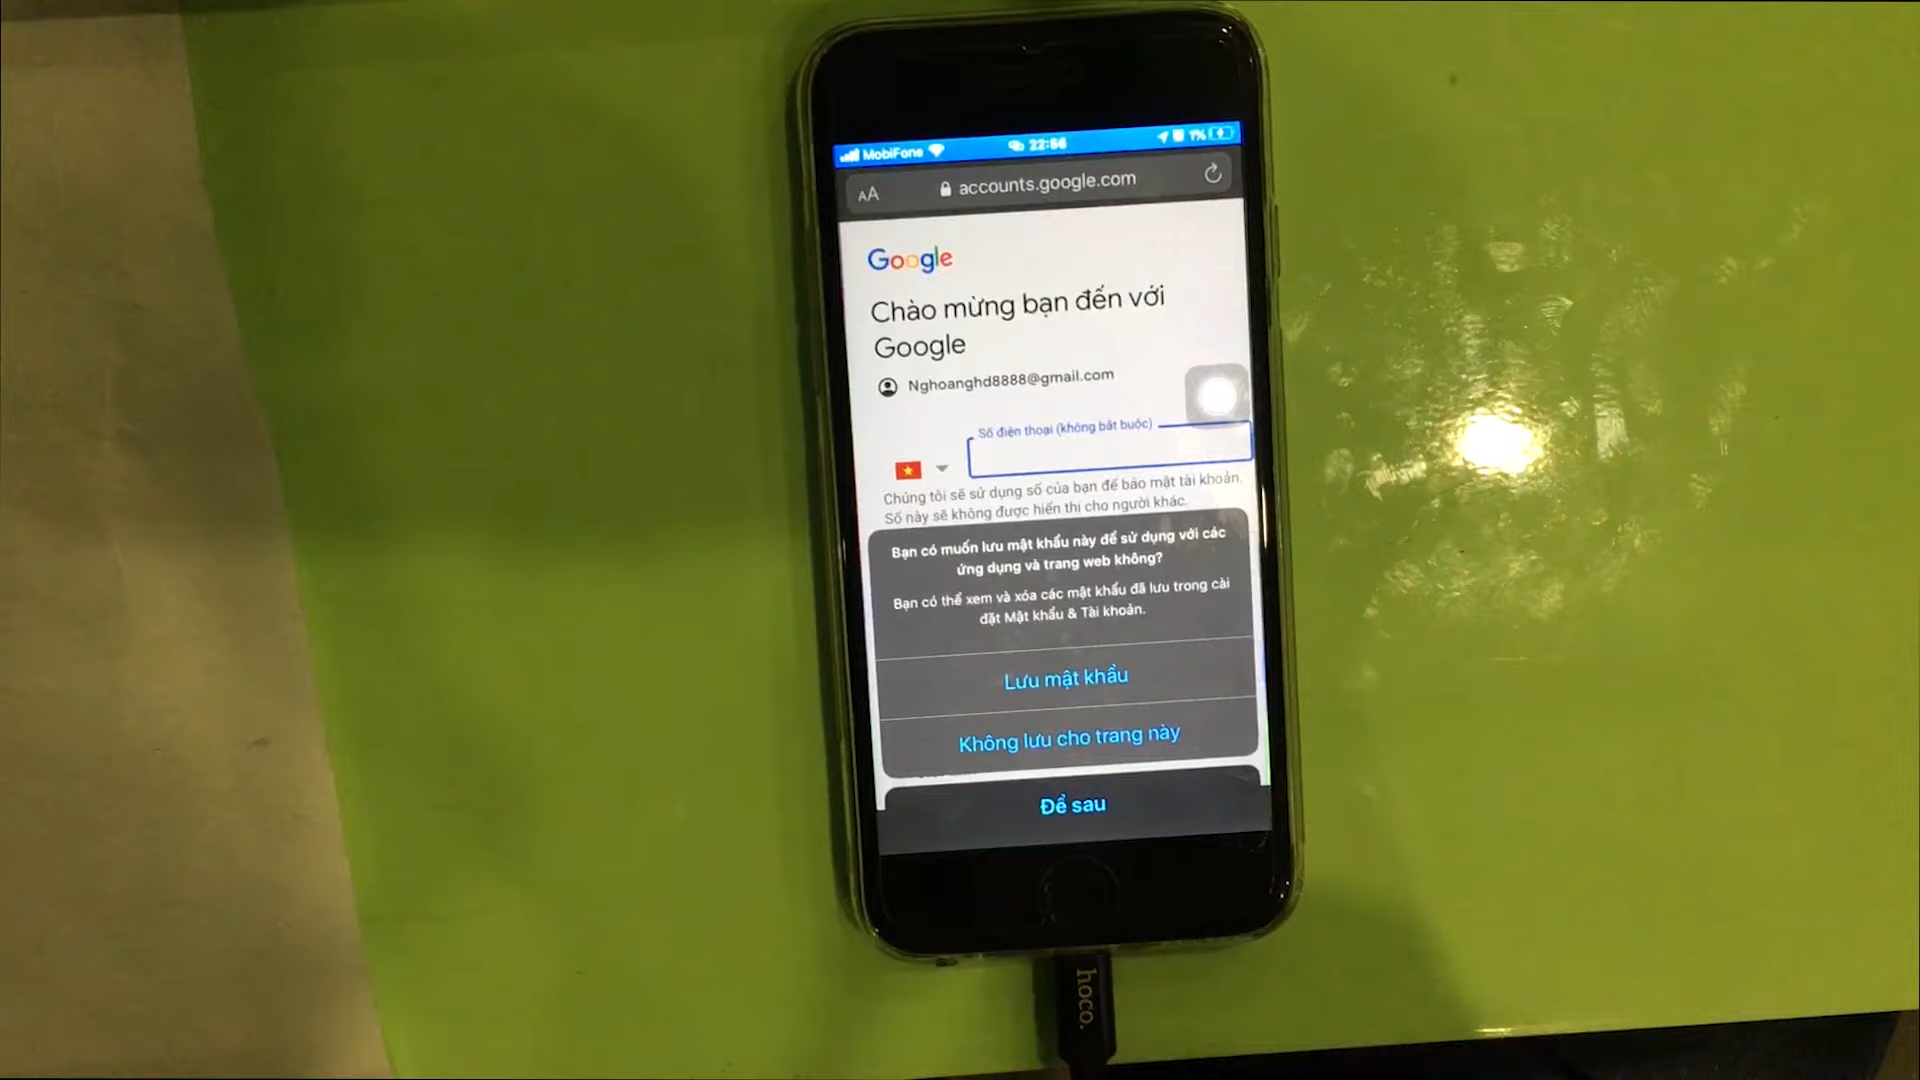 MobiFone 22:56 1%
AA accounts.google.com
Google
Chào mừng bạn đến với
Google
Nghoanghd8888@gmail.com
Số điện thoại (không bắt buộc)
Chúng tôi sẽ sử dụng số của bạn để bảo mật tài khoản.
Số này sẽ không được hiển thị cho người khác.
Bạn có muốn lưu mật khẩu này để sử dụng với các
ứng dụng và trang web không?
Bạn có thể xem và xóa các mật khẩu đã lưu trong cài
đặt Mật khẩu & Tài khoản.
Lưu mật khẩu
Không lưu cho trang này
Để sau
hoco.